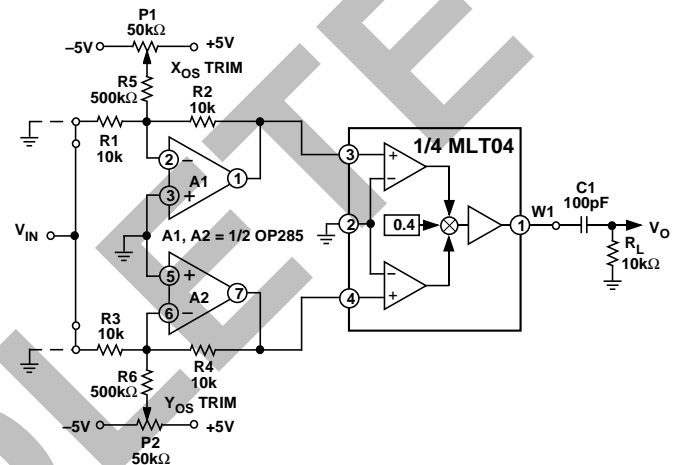 P1
50kΩ
–5V
+5V
XOS TRIM
R5
500kΩ
R2
10k
R1
10k
2
–
3
+
A1
1
1/4 MLT04
3
+
–
2
0.4
1
W1
C1
100pF
VO
RL
10kΩ
VIN
A1, A2 = 1/2 OP285
5
+
6
–
A2
7
–
+
4
R3
10k
R4
10k
R6
500kΩ
YOS TRIM
–5V
+5V
P2
50kΩ